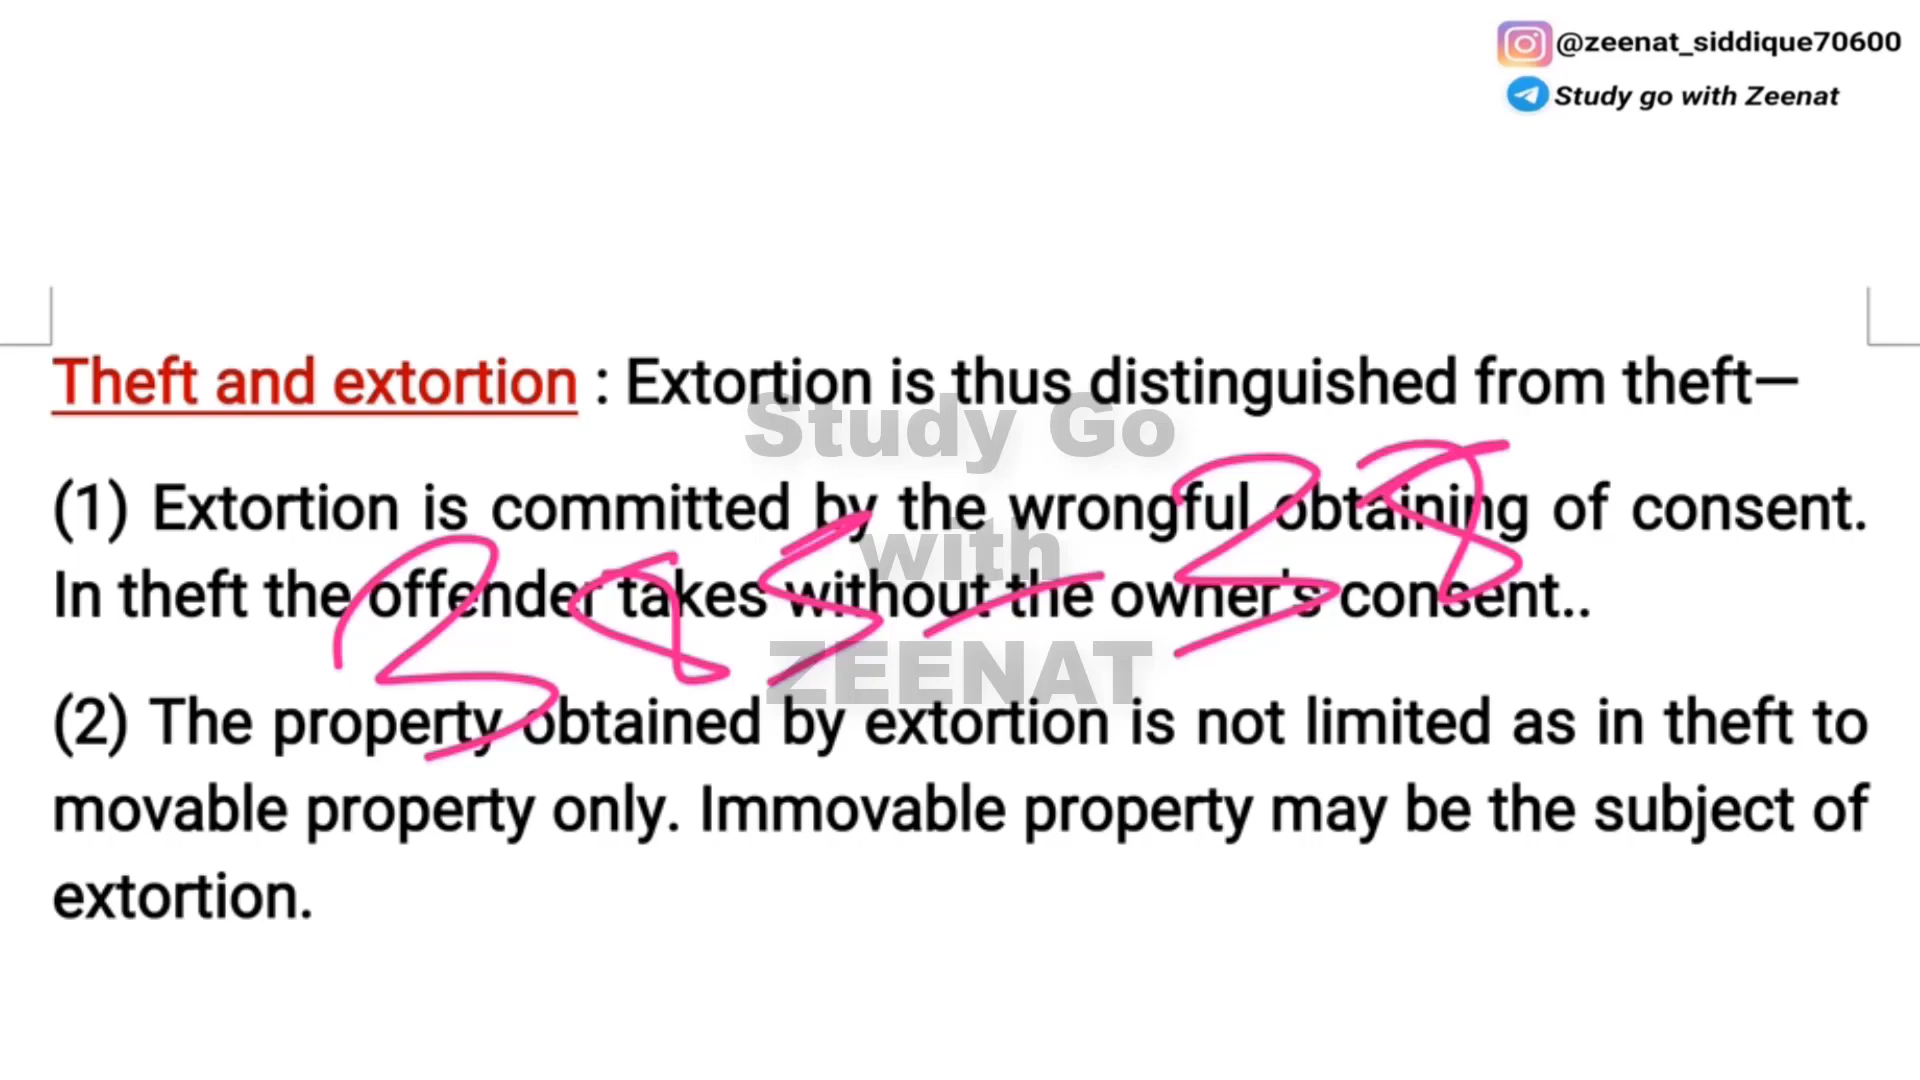 @zeenat_siddique70600
Study go with Zeenat
Theft and extortion : Extortion is thus distinguished from theft—
(1) Extortion is committed by the wrongful obtaining of consent.
In theft the offender takes without the owner's consent..
(2) The property obtained by extortion is not limited as in theft to
movable property only. Immovable property may be the subject of
extortion.
Study Go
with
ZEENAT